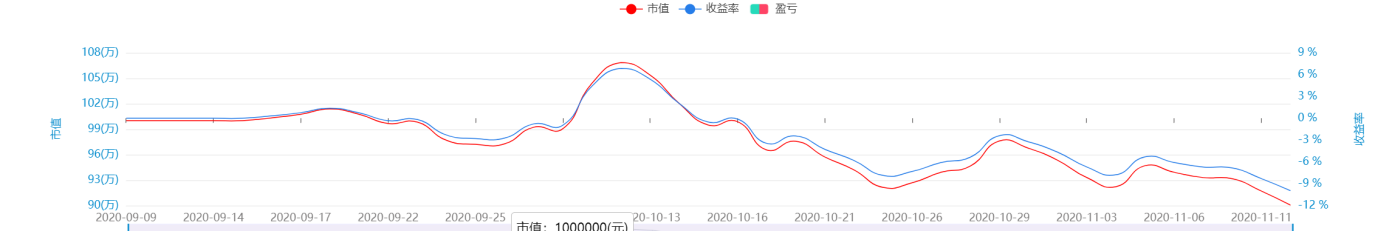 市值 收益率 盈亏
108(万) 9 %
105(万) 6 %
102(万) 3 %
99(万) 0 %
96(万) -3 %
93(万) -6 %
-9 %
90(万) -12 %
市值
收益率
2020-09-09 2020-09-14 2020-09-17 2020-09-22 2020-09-25 0-10-13 2020-10-16 2020-10-21 2020-10-26 2020-10-29 2020-11-03 2020-11-06 2020-11-11
市值：1000000(元)